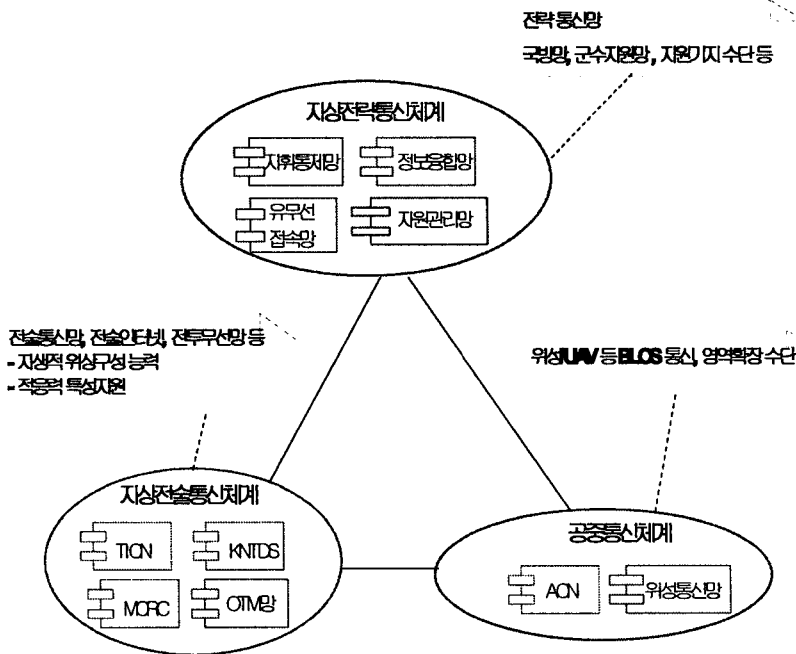 전략 통신망
국방망, 군수지원망, 지원기지 수단 등
지상전략통신체계
지휘통제망
정보융합망
유무선
접속망
자원관리망
전술통신망, 전술인터넷, 전투무선망 등
- 자생적 위상구성 능력
- 적응력 특성지원
위성/UAV 등 BLOS 통신, 영역확장 수단
지상전술통신체계
TICN
KNTDS
MCRC
OTM망
공중통신체계
ACN
위성통신망